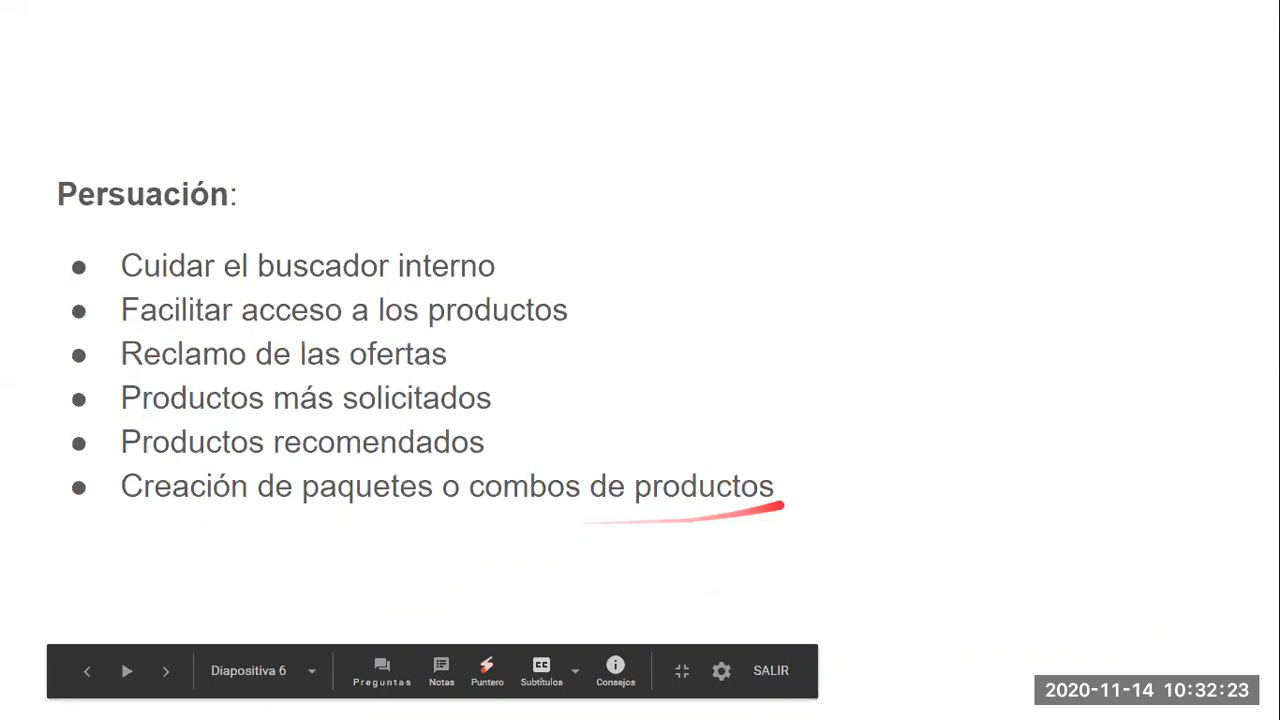 Persuación:
● Cuidar el buscador interno
● Facilitar acceso a los productos
● Reclamo de las ofertas
● Productos más solicitados
● Productos recomendados
● Creación de paquetes o combos de productos
Diapositiva 6
Preguntas
Notas
Puntero
Subtítulos
Consejos
SALIR
2020-11-14 10:32:23